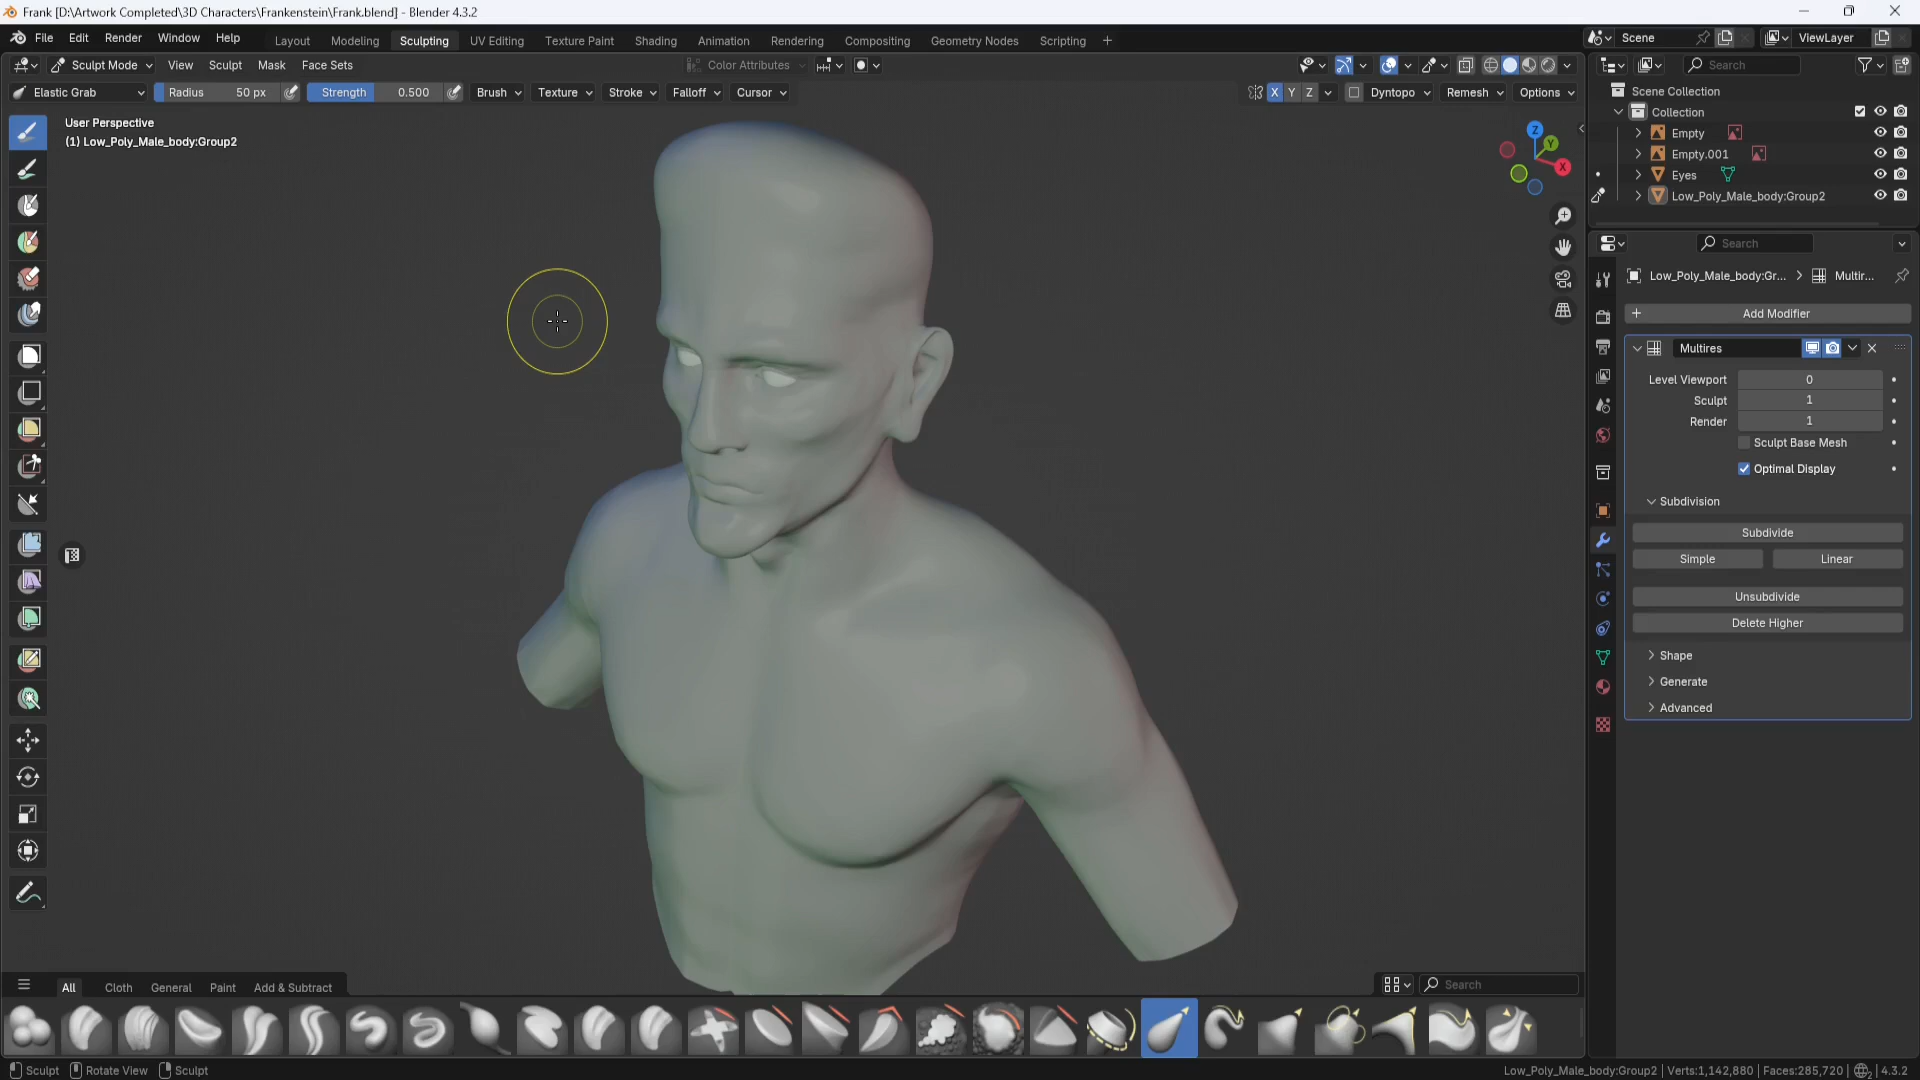 Frank [D:\Artwork Completed\3D Characters\Frankenstein\Frank.blend] - Blender 4.3.2
File Edit Render Window Help Layout Modeling Sculpting UV Editing Texture Paint Shading Animation Rendering Compositing Geometry Nodes Scripting + Scene ViewLayer
Sculpt Mode View Sculpt Mask Face Sets Color Attributes Search
Elastic Grab Radius 50 px Strength 0.500 Brush Texture Stroke Falloff Cursor X Y Z Dyntopo Remesh Options
Scene Collection
Collection
Empty
Empty.001
Eyes
Low_Poly_Male_body:Group2
User Perspective
(1) Low_Poly_Male_body:Group2
Z
Y
X
Search
Low_Poly_Male_body:Gr... Multir...
Add Modifier
Multires
Level Viewport 0
Sculpt 1
Render 1
Sculpt Base Mesh
Optimal Display
Subdivision
Subdivide
Simple Linear
Unsubdivide
Delete Higher
Shape
Generate
Advanced
All Cloth General Paint Add & Subtract Search
Sculpt Rotate View Sculpt Low_Poly_Male_body:Group2 | Verts:1,142,880 | Faces:285,720 | 4.3.2